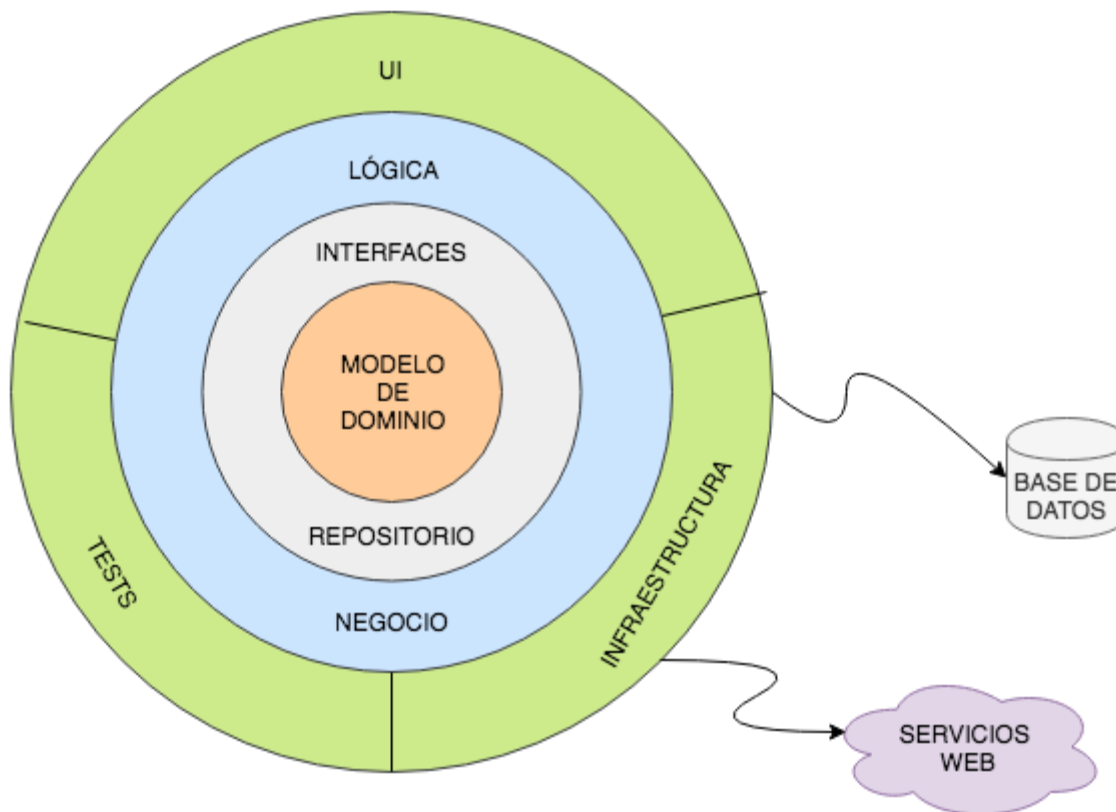 UI
LÓGICA
INTERFACES
MODELO
DE
DOMINIO
REPOSITORIO
NEGOCIO
TESTS
INFRAESTRUCTURA
BASE DE
DATOS
SERVICIOS
WEB